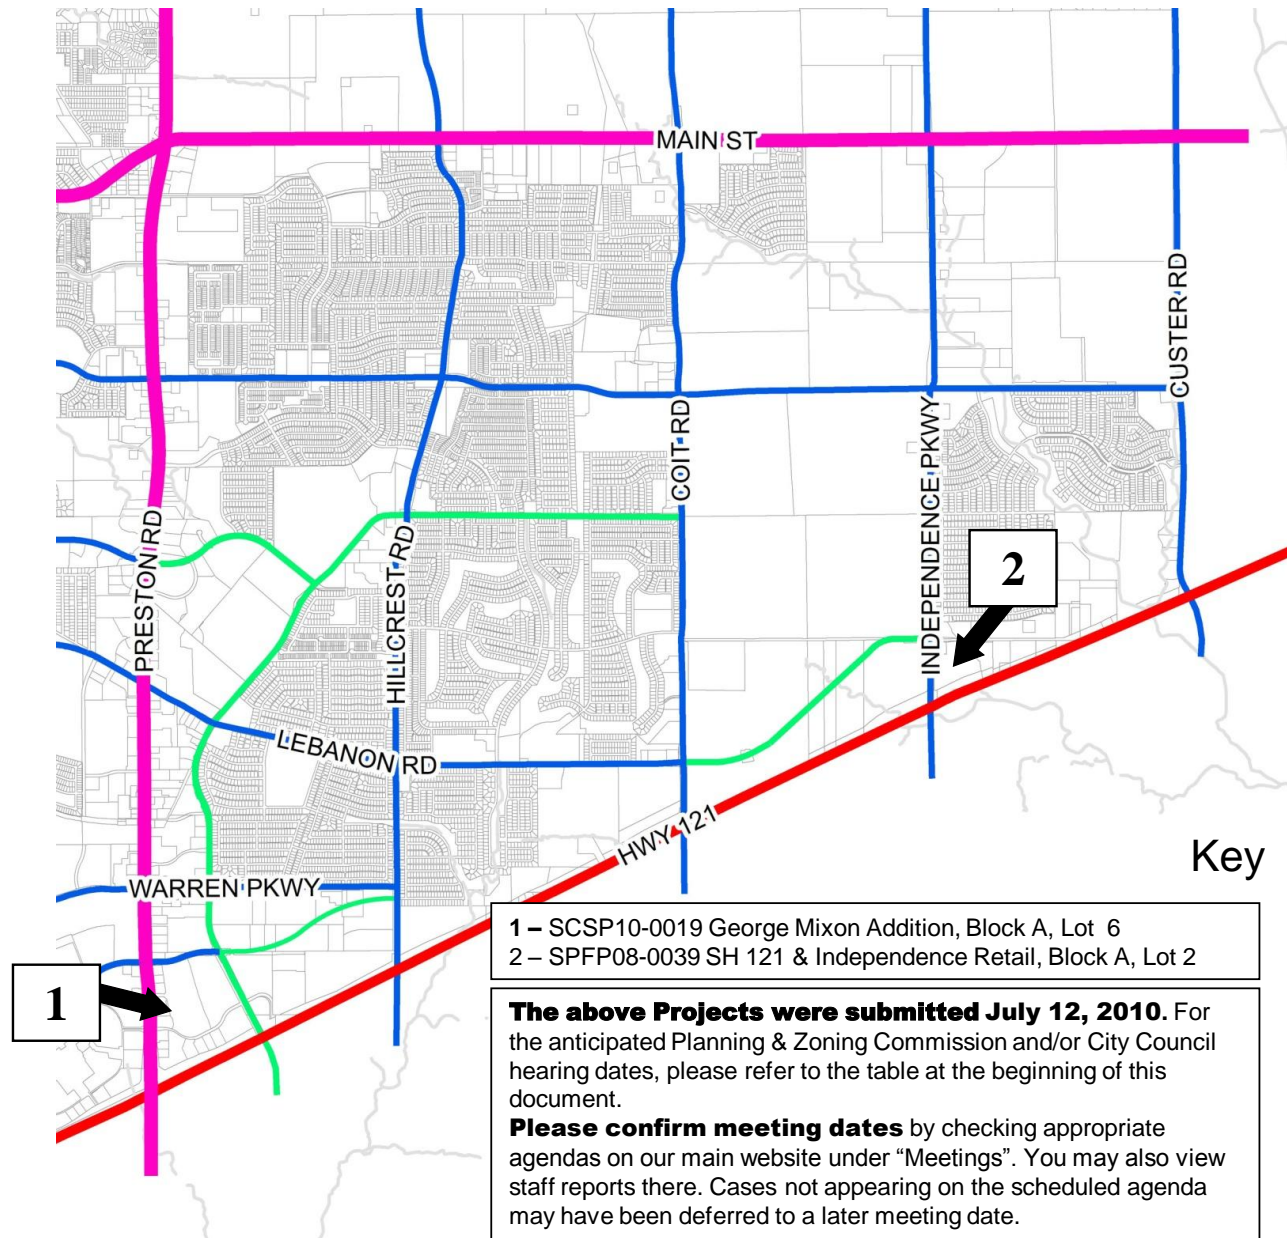 MAIN ST
CUSTER RD
COIT RD
INDEPENDENCE PKWY
PRESTON RD
HILLCREST RD
2
LEBANON RD
HWY 121
WARREN PKWY
1
Key
1 – SCSP10-0019 George Mixon Addition, Block A, Lot 6
2 – SPFP08-0039 SH 121 & Independence Retail, Block A, Lot 2
The above Projects were submitted July 12, 2010. For
the anticipated Planning & Zoning Commission and/or City Council
hearing dates, please refer to the table at the beginning of this
document.
Please confirm meeting dates by checking appropriate
agendas on our main website under “Meetings”. You may also view
staff reports there. Cases not appearing on the scheduled agenda
may have been deferred to a later meeting date.